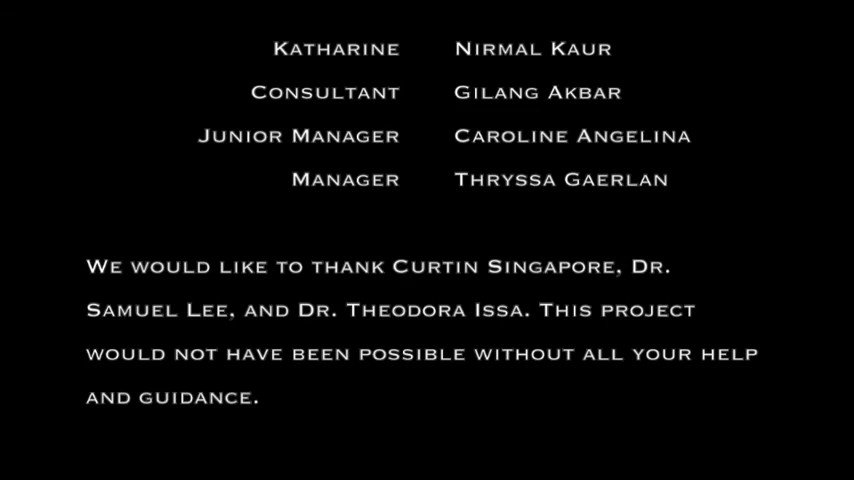 Katharine Nirmal Kaur
Consultant Gilang Akbar
Junior Manager Caroline Angelina
Manager Thryssa Gaerlan
We would like to thank Curtin Singapore, Dr.
Samuel Lee, and Dr. Theodora Issa. This project
would not have been possible without all your help
and guidance.